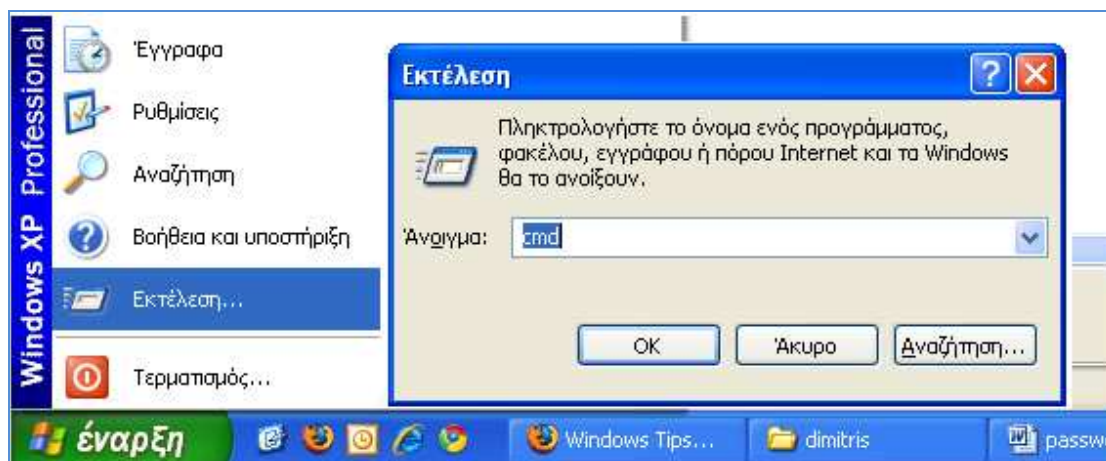 Windows XP Professional
Έγγραφα
Ρυθμίσεις
Αναζήτηση
Βοήθεια και υποστήριξη
Εκτέλεση...
Τερματισμός...
Εκτέλεση
Πληκτρολογήστε το όνομα ενός προγράμματος,
φακέλου, εγγράφου ή πόρου Internet και τα Windows
θα το ανοίξουν.
Άνοιγμα: cmd
OK Άκυρο Αναζήτηση...
έναρξη Windows Tips... dimitris passw